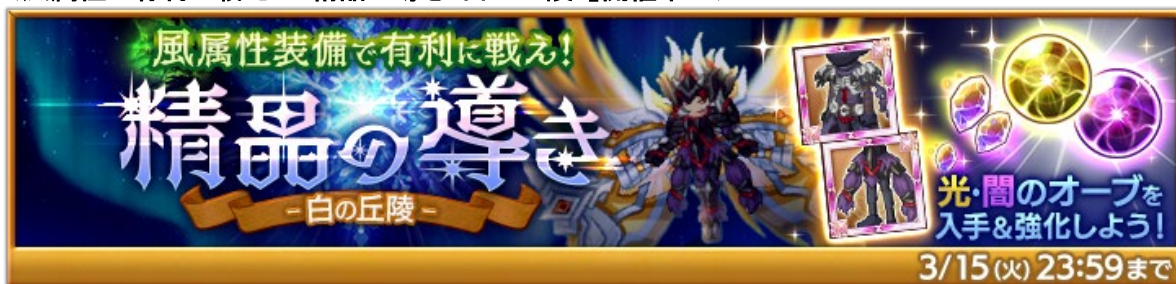 風属性装備で有利に戦え!
精晶の導き
-白の丘陵-
光・闇のオーブを
入手&強化しよう!
3/15(火)23:59まで